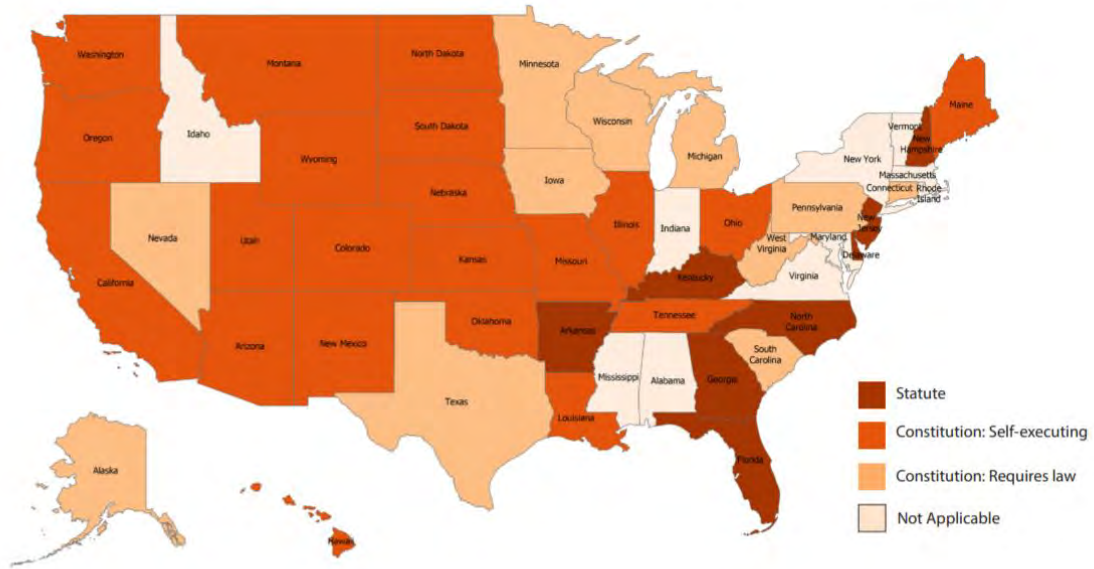 Washington
Montana
North Dakota
Minnesota
Maine
Oregon
Idaho
South Dakota
Wisconsin
Michigan
Vermont
New
Hampshire
New York
Massachusetts
Connecticut
Rhode
Island
Wyoming
Iowa
Nebraska
Pennsylvania
New
Jersey
Nevada
Utah
Colorado
Kansas
Missouri
Illinois
Indiana
Ohio
West
Virginia
Maryland
Delaware
Virginia
California
Kentucky
Arizona
New Mexico
Oklahoma
Arkansas
Tennessee
North
Carolina
South
Carolina
Texas
Louisiana
Mississippi
Alabama
Georgia
Florida
Alaska
Hawaii
Statute
Constitution: Self-executing
Constitution: Requires law
Not Applicable